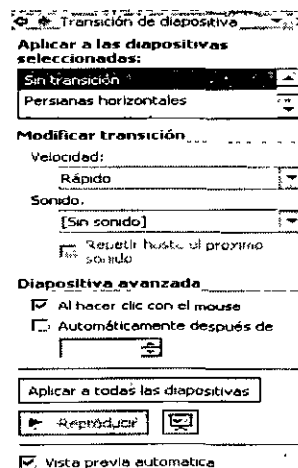 Transición de diapositiva
Aplicar a las diapositivas
seleccionadas:
Sin transición
Persianas horizontales
Modificar transición
Velocidad:
Rápido
Sonido.
[Sin sonido]
Repetir hasta el proximo
sonido
Diapositiva avanzada
Al hacer clic con el mouse
Automáticamente después de
Aplicar a todas las diapositivas
Reproducir
Vista previa automatica